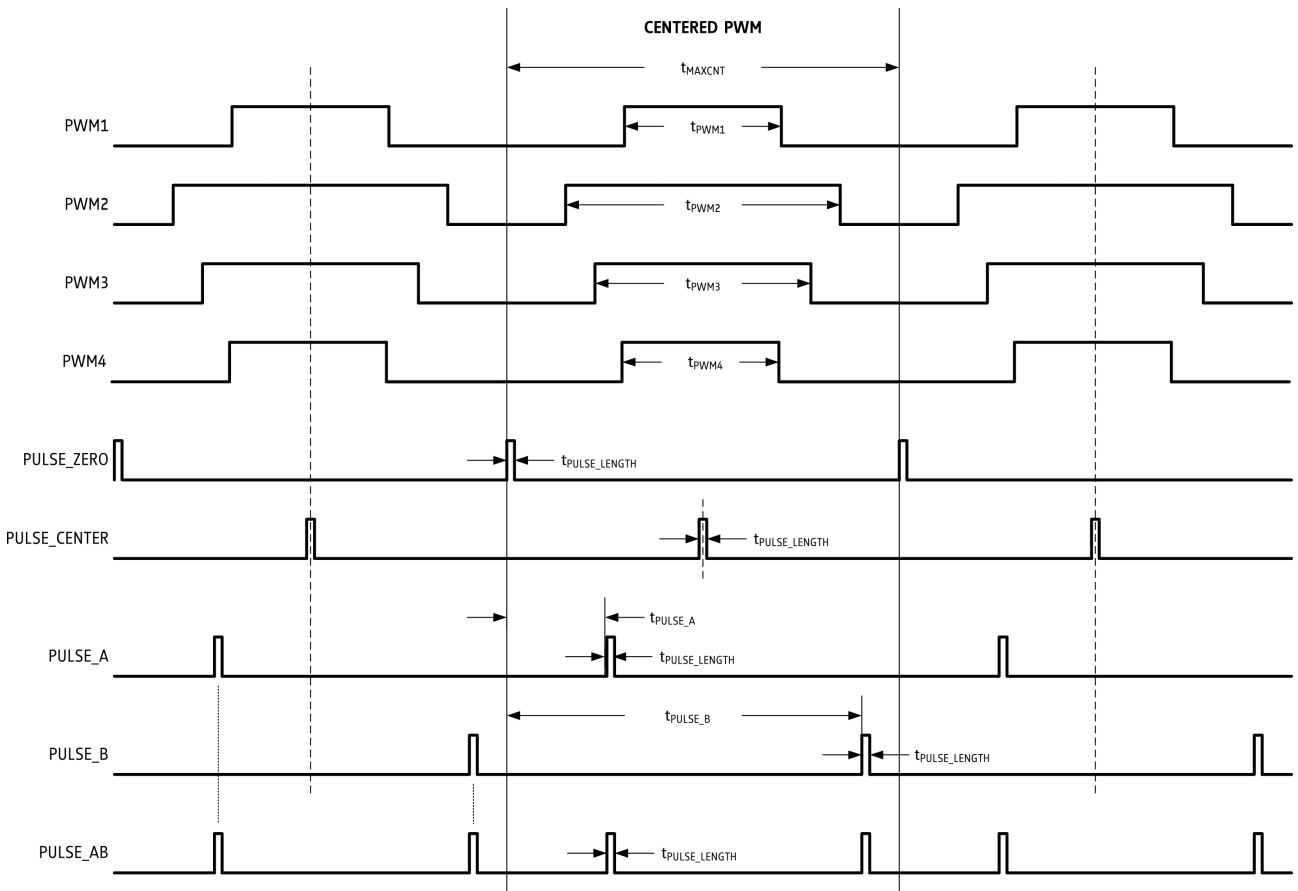 CENTERED PWM
tMAXCNT
PWM1
tPWM1
PWM2
tPWM2
PWM3
tPWM3
PWM4
tPWM4
PULSE_ZERO
tPULSE_LENGTH
PULSE_CENTER
tPULSE_LENGTH
tPULSE_A
PULSE_A
tPULSE_LENGTH
tPULSE_B
PULSE_B
tPULSE_LENGTH
PULSE_AB
tPULSE_LENGTH